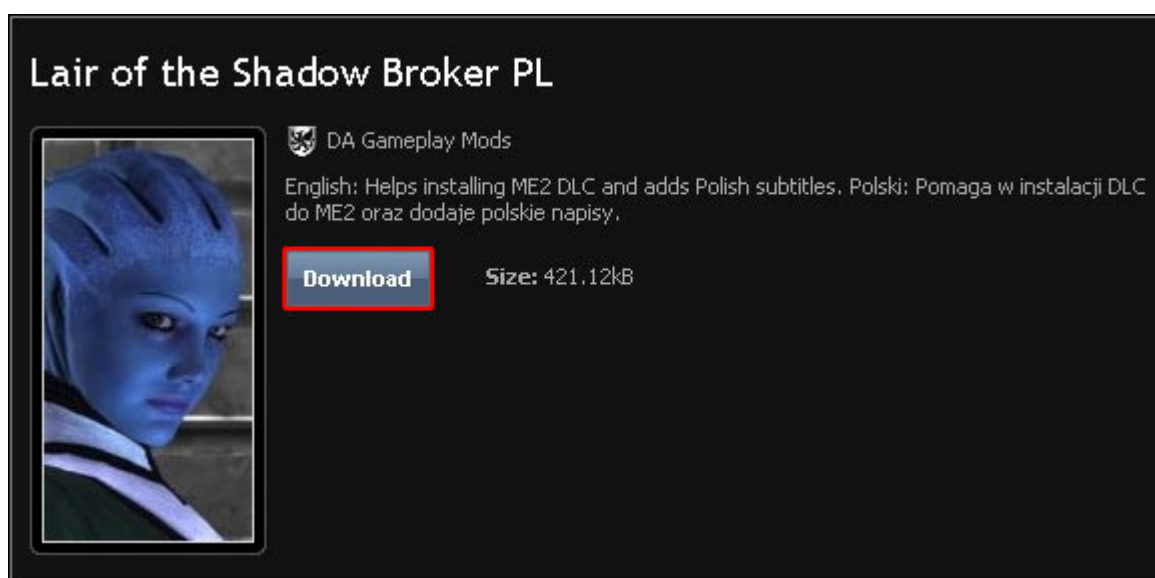 Lair of the Shadow Broker PL
DA Gameplay Mods
English: Helps installing ME2 DLC and adds Polish subtitles. Polski: Pomaga w instalacji DLC
do ME2 oraz dodaje polskie napisy.
Download
Size: 421.12kB